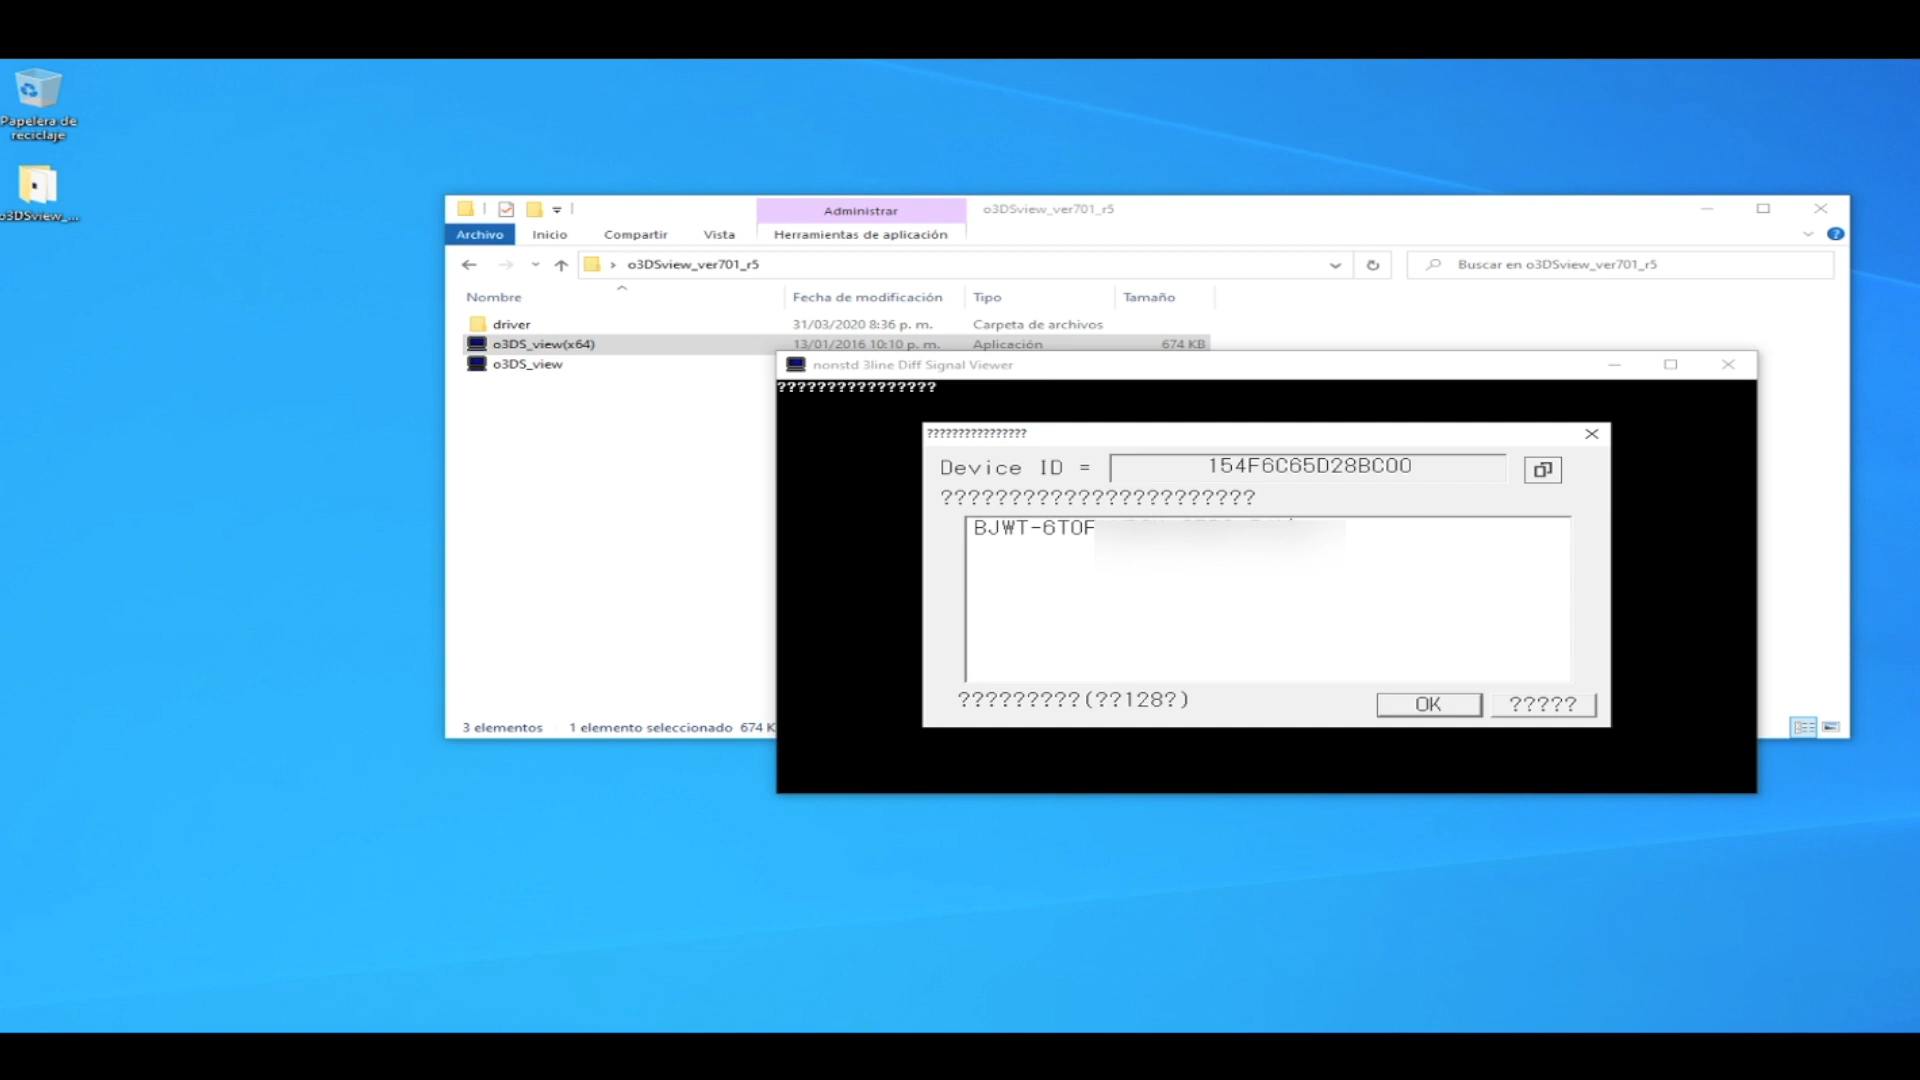 Papelera de
reciclaje
o3DSview_...
Administrar
o3DSview_ver701_r5
Archivo
Inicio
Compartir
Vista
Herramientas de aplicación
o3DSview_ver701_r5
Buscar en o3DSview_ver701_r5
Nombre
Fecha de modificación
Tipo
Tamaño
driver
31/03/2020 8:36 p. m.
Carpeta de archivos
o3DS_view(x64)
13/01/2016 10:10 p. m.
Aplicación
674 KB
o3DS_view
nonstd 3line Diff Signal Viewer
????????????????
????????????????
Device ID =
154F6C65D28BC00
???????????????????????
BJWT-6T0F
?????????(??128?)
OK
?????
3 elementos
1 elemento seleccionado 674 K